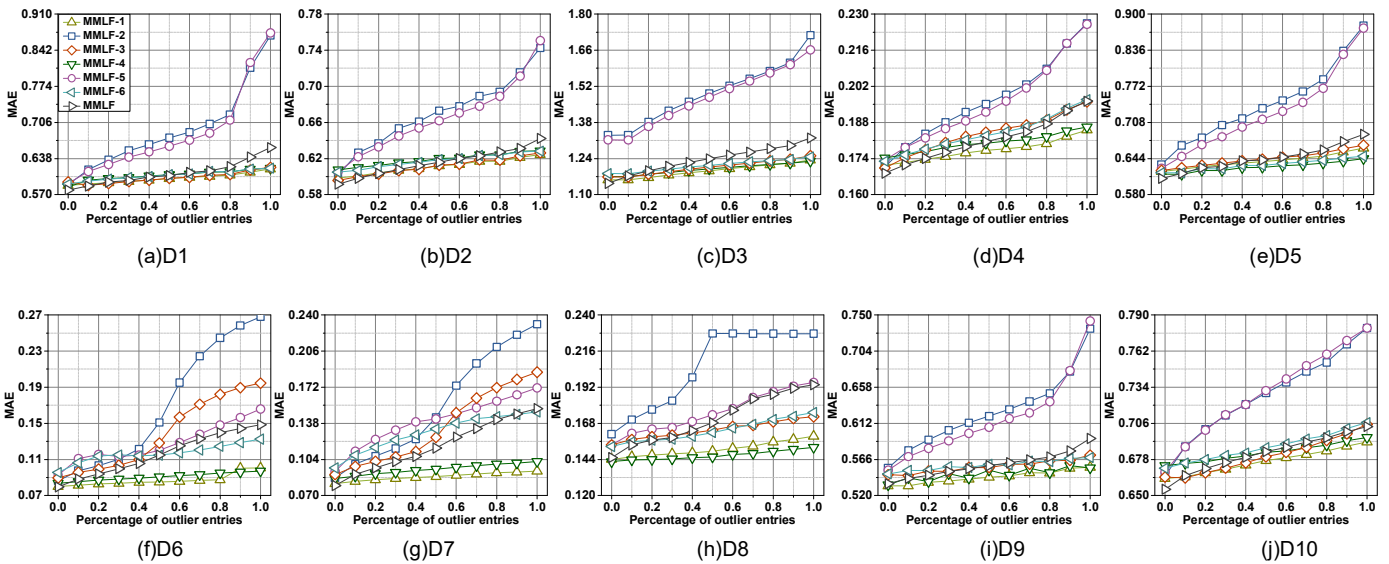 0.910
0.842
0.774
0.706
0.638
0.570
MAE
MMLF-1
MMLF-2
MMLF-3
MMLF-4
MMLF-5
MMLF-6
MMLF
0.0 0.2 0.4 0.6 0.8 1.0
Percentage of outlier entries
(a)D1
0.78
0.74
0.70
0.66
0.62
0.58
MAE
0.0 0.2 0.4 0.6 0.8 1.0
Percentage of outlier entries
(b)D2
1.80
1.66
1.52
1.38
1.24
1.10
MAE
0.0 0.2 0.4 0.6 0.8 1.0
Percentage of outlier entries
(c)D3
0.230
0.216
0.202
0.188
0.174
0.160
MAE
0.0 0.2 0.4 0.6 0.8 1.0
Percentage of outlier entries
(d)D4
0.900
0.836
0.772
0.708
0.644
0.580
MAE
0.0 0.2 0.4 0.6 0.8 1.0
Percentage of outlier entries
(e)D5
0.27
0.23
0.19
0.15
0.11
0.07
MAE
0.0 0.2 0.4 0.6 0.8 1.0
Percentage of outlier entries
(f)D6
0.240
0.206
0.172
0.138
0.104
0.070
MAE
0.0 0.2 0.4 0.6 0.8 1.0
Percentage of outlier entries
(g)D7
0.240
0.216
0.192
0.168
0.144
0.120
MAE
0.0 0.2 0.4 0.6 0.8 1.0
Percentage of outlier entries
(h)D8
0.750
0.704
0.658
0.612
0.566
0.520
MAE
0.0 0.2 0.4 0.6 0.8 1.0
Percentage of outlier entries
(i)D9
0.790
0.762
0.734
0.706
0.678
0.650
MAE
0.0 0.2 0.4 0.6 0.8 1.0
Percentage of outlier entries
(j)D10